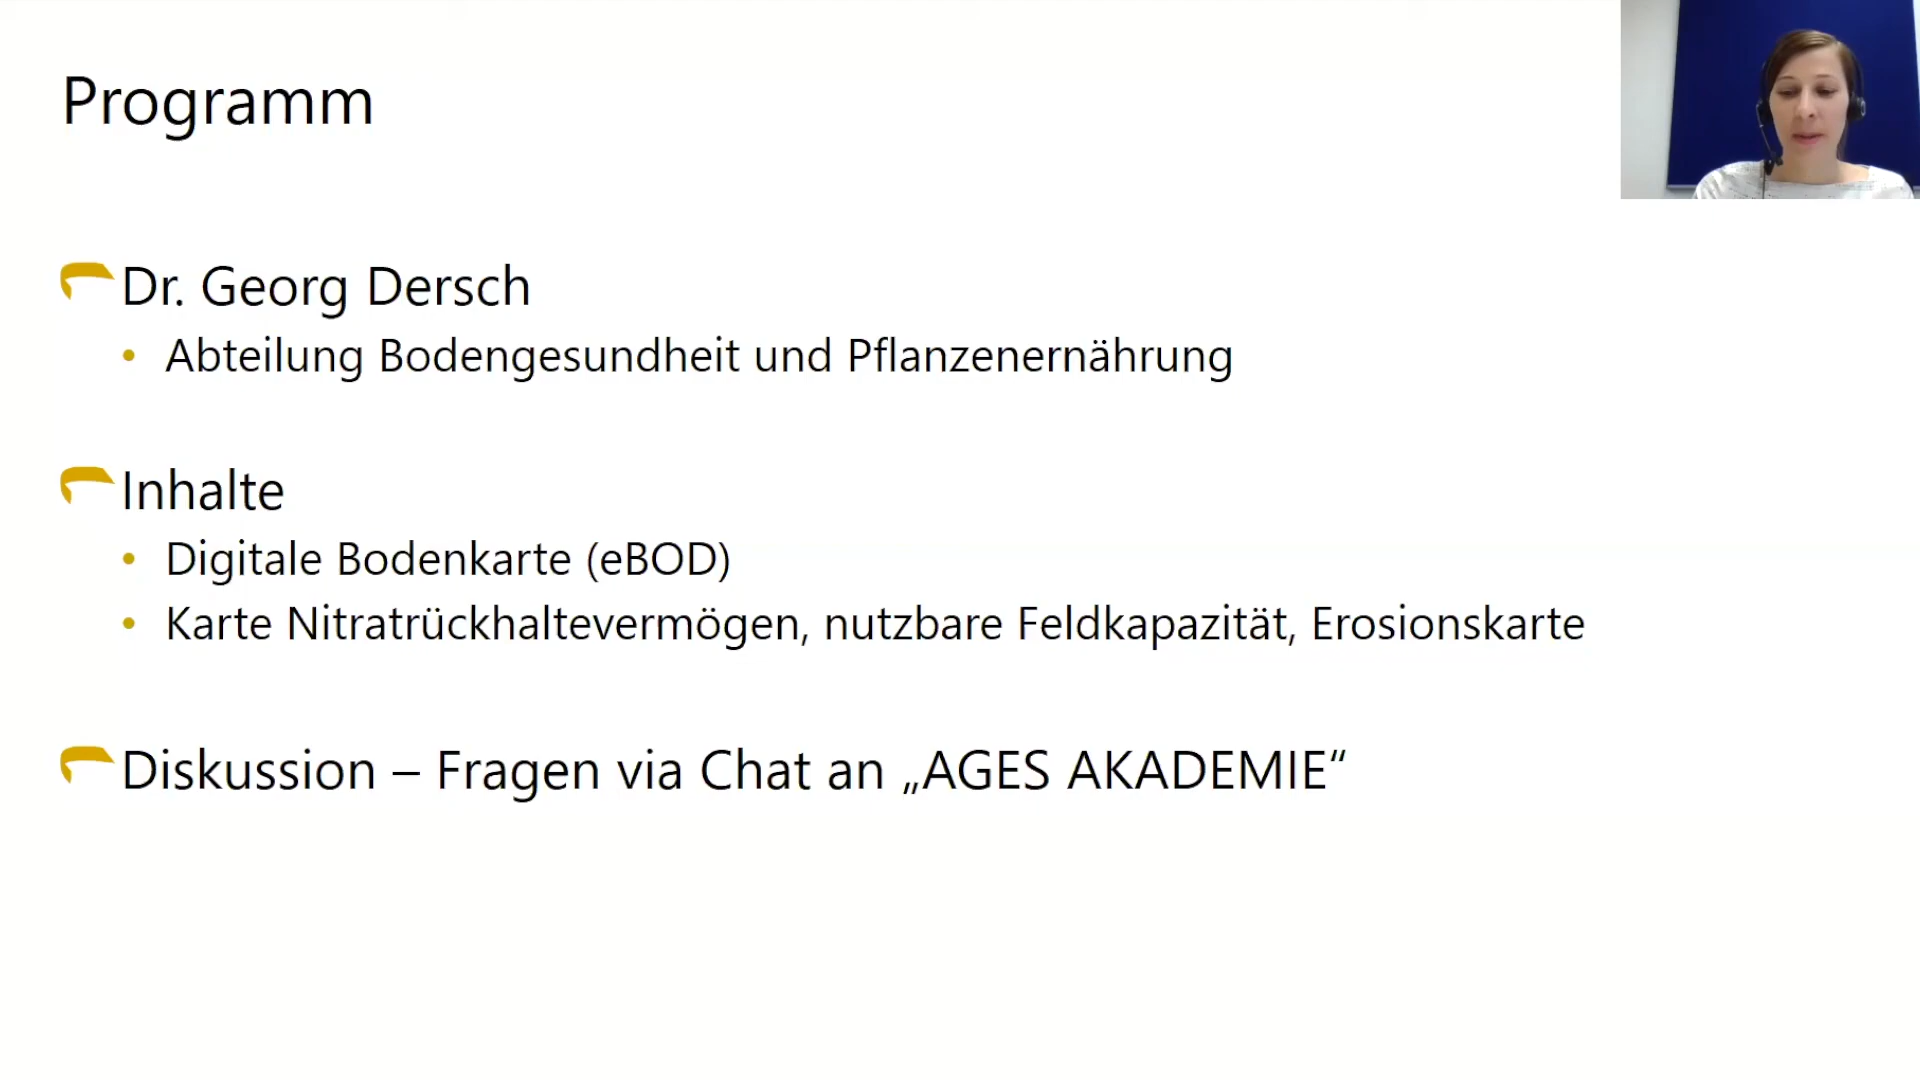 Programm
Dr. Georg Dersch
• Abteilung Bodengesundheit und Pflanzenernährung
Inhalte
• Digitale Bodenkarte (eBOD)
• Karte Nitratrückhaltevermögen, nutzbare Feldkapazität, Erosionskarte
Diskussion – Fragen via Chat an „AGES AKADEMIE“